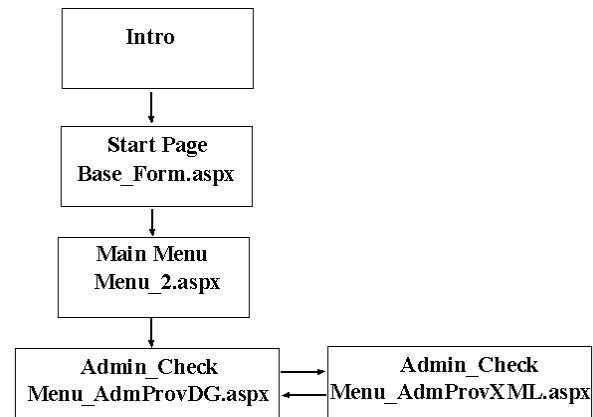 Intro
Start Page
Base_Form.aspx
Main Menu
Menu_2.aspx
Admin_Check
Menu_AdmProvDG.aspx
Admin_Check
Menu_AdmProvXML.aspx